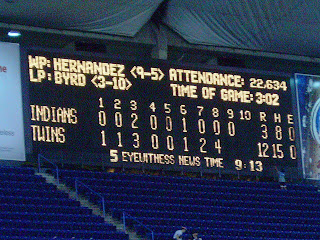 WP: HERNANDEZ <9-5> ATTENDANCE: 22,634
LP: BYRD <3-10> TIME OF GAME: 3:02
1 2 3 4 5 6 7 8 9 10 R H E
INDIANS 0 0 2 0 0 1 0 0 0 3 8 0
TWINS 1 1 3 0 0 1 2 4 12 15 0
5 EYEWITNESS NEWS TIME 9:13